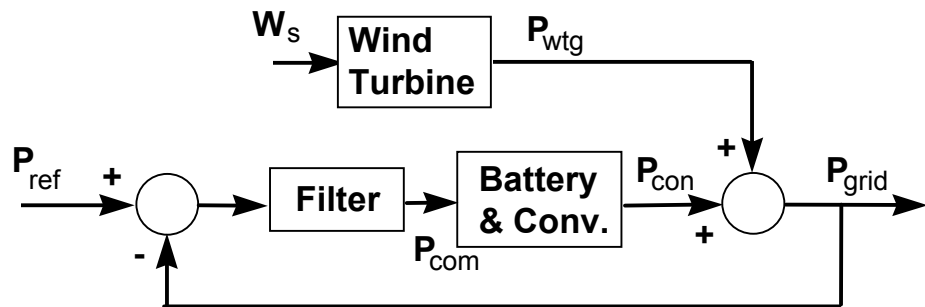 Ws
Wind
Turbine
Pwtg
+
Pref
+
Filter
Battery
& Conv.
Pcon
+
Pgrid
-
Pcom